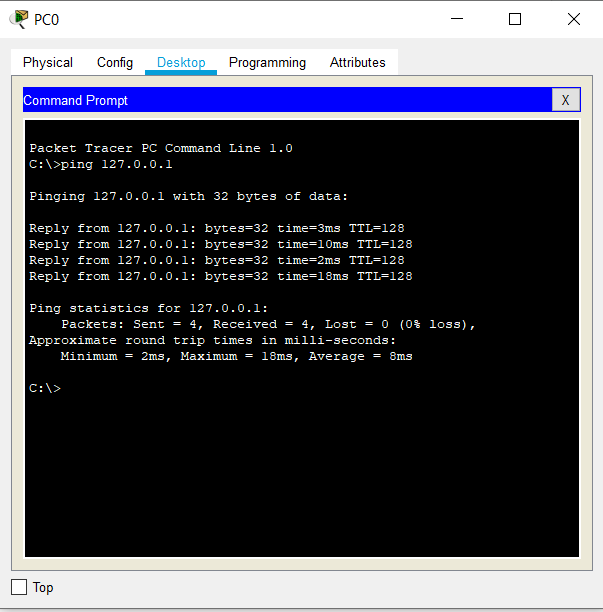 PC0
Physical Config Desktop Programming Attributes
Command Prompt X
Packet Tracer PC Command Line 1.0
C:\>ping 127.0.0.1
Pinging 127.0.0.1 with 32 bytes of data:
Reply from 127.0.0.1: bytes=32 time=3ms TTL=128
Reply from 127.0.0.1: bytes=32 time=10ms TTL=128
Reply from 127.0.0.1: bytes=32 time=2ms TTL=128
Reply from 127.0.0.1: bytes=32 time=18ms TTL=128
Ping statistics for 127.0.0.1:
Packets: Sent = 4, Received = 4, Lost = 0 (0% loss),
Approximate round trip times in milli-seconds:
Minimum = 2ms, Maximum = 18ms, Average = 8ms
C:\>
Top